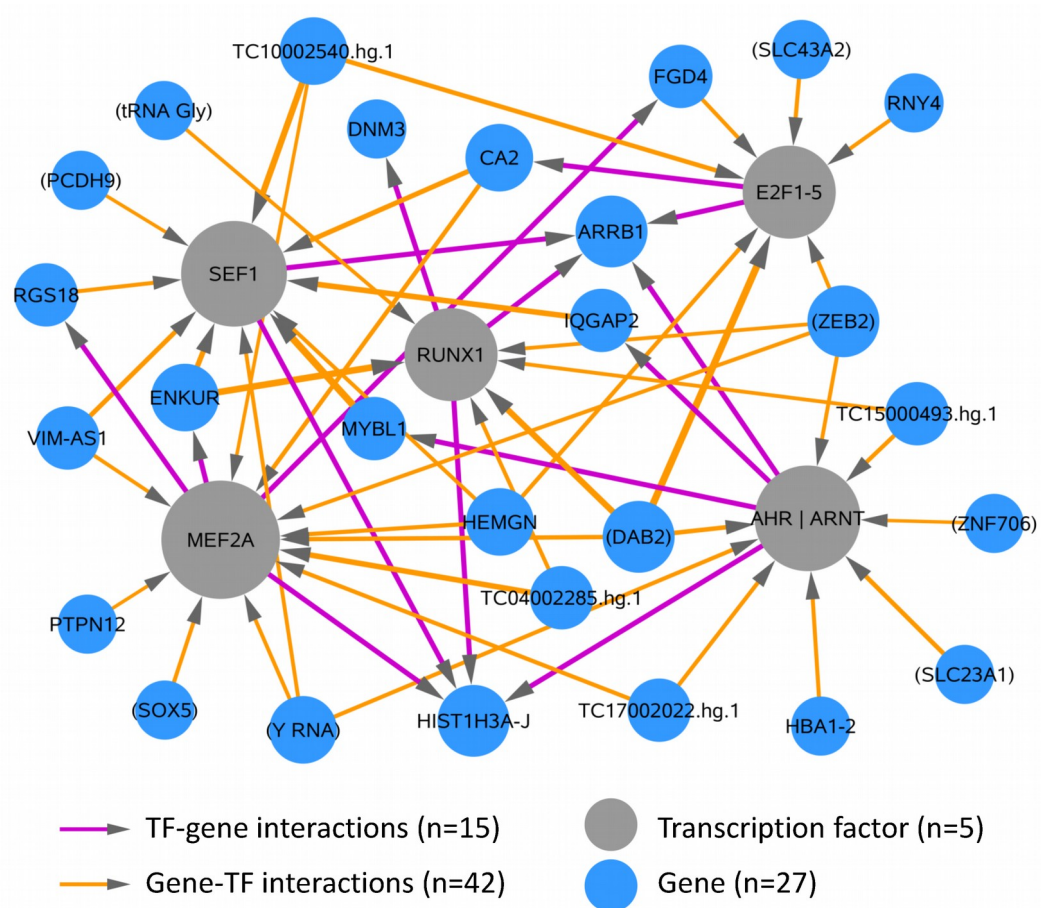 TC10002540.hg.1
(SLC43A2)
FGD4
RNY4
(tRNA Gly)
DNM3
CA2
(PCDH9)
E2F1-5
ARRB1
SEF1
RGS18
IQGAP2
(ZEB2)
RUNX1
ENKUR
TC15000493.hg.1
MYBL1
VIM-AS1
HEMGN
AHR | ARNT
(ZNF706)
MEF2A
(DAB2)
TC04002285.hg.1
PTPN12
(SLC23A1)
(SOX5)
TC17002022.hg.1
HIST1H3A-J
HBA1-2
(Y RNA)
TF-gene interactions (n=15)
Transcription factor (n=5)
Gene-TF interactions (n=42)
Gene (n=27)